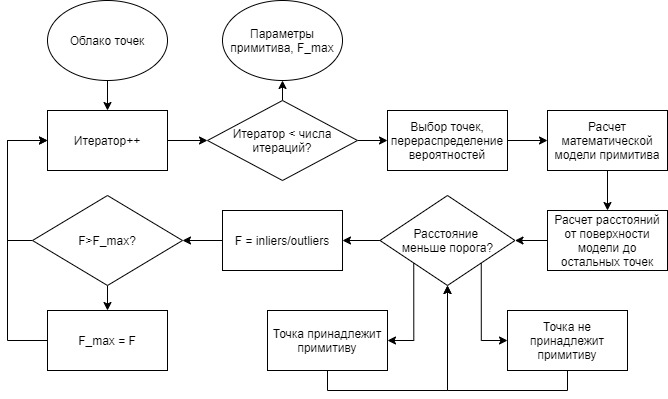 Облако точек
Параметры
примитива, F_max
Итератор++
Итератор < числа
итераций?
Выбор точек,
перераспределение
вероятностей
Расчет
математической
модели примитива
F>F_max?
F = inliers/outliers
Расстояние
меньше порога?
Расчет расстояний
от поверхности
модели до
остальных точек
F_max = F
Точка принадлежит
примитиву
Точка не
принадлежит
примитиву